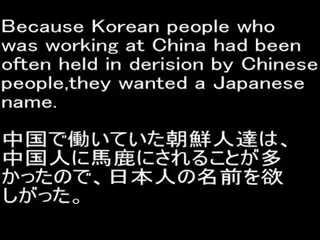 Because Korean people who
was working at China had been
often held in derision by Chinese
people,they wanted a Japanese
name.
中国で働いていた朝鮮人達は、
中国人に馬鹿にされることが多
かったので、日本人の名前を欲
しがった。